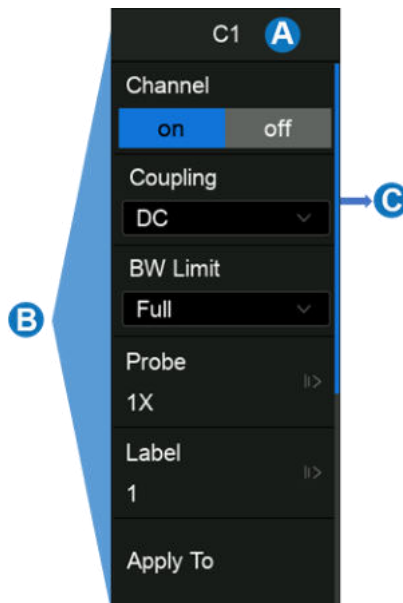 C1 A
Channel
on off
C
Coupling
DC
BW Limit
Full
B
Probe
1X
Label
1
Apply To